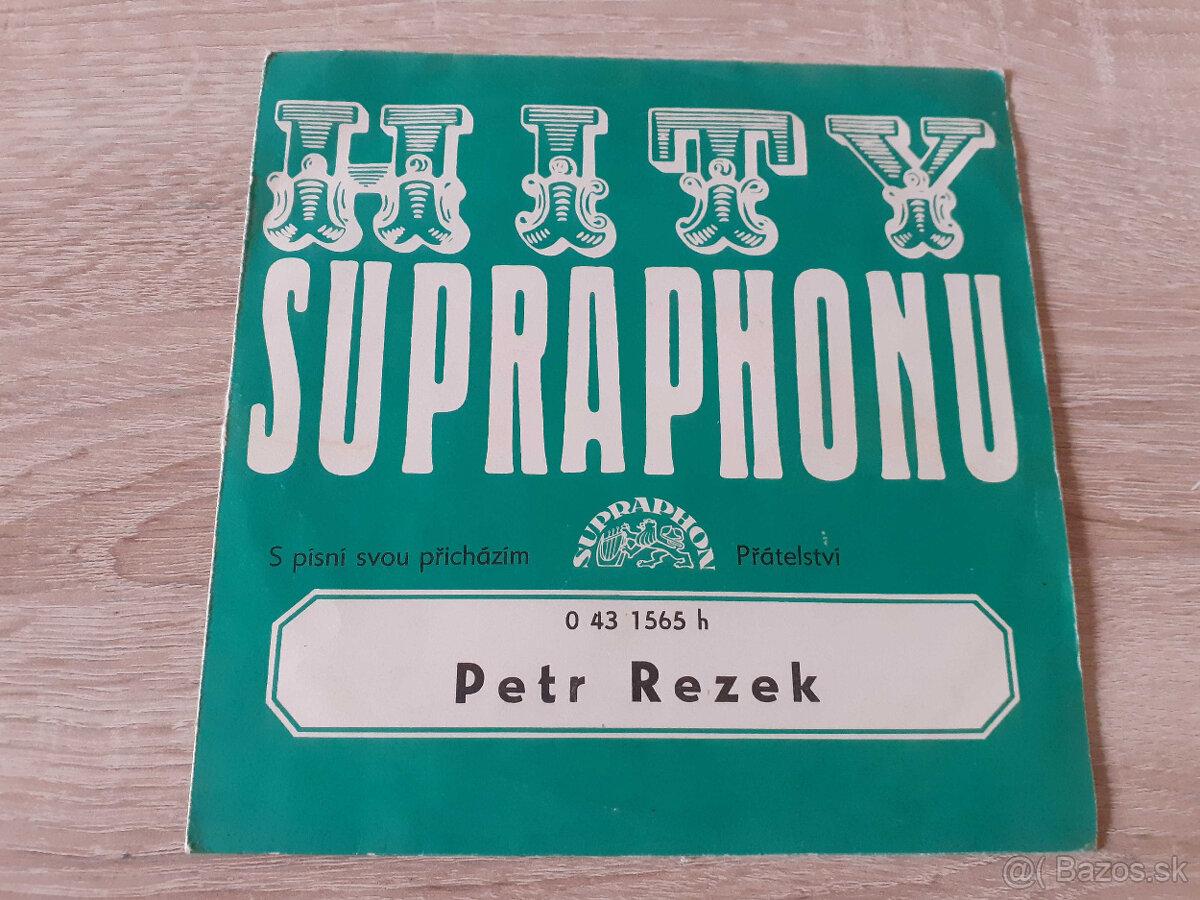 HITY
SUPRAPHONU
SUPRAPHON
S písní svou přicházím
Přátelství
0 43 1565 h
Petr Rezek
@( Bazos.sk